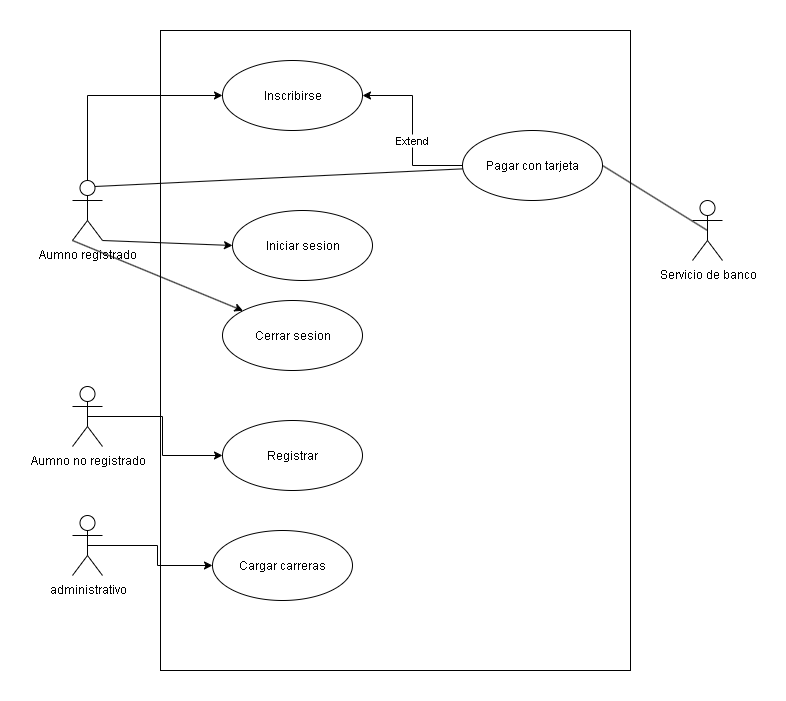 Inscribirse
Extend
Pagar con tarjeta
Aumno registrado
Iniciar sesion
Servicio de banco
Cerrar sesion
Aumno no registrado
Registrar
Cargar carreras
administrativo